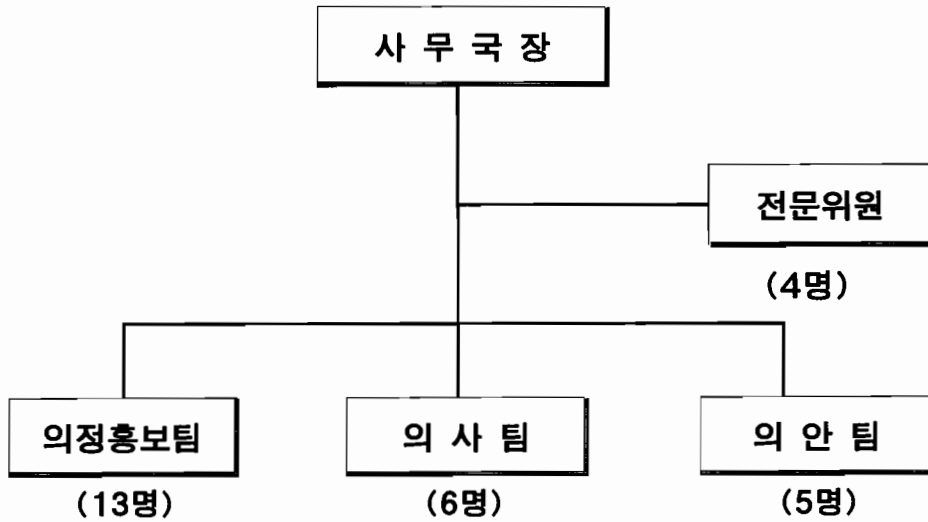 사 무 국 장
전문위원
(4명)
의정홍보팀
의 사 팀
의 안 팀
(13명)
(6명)
(5명)